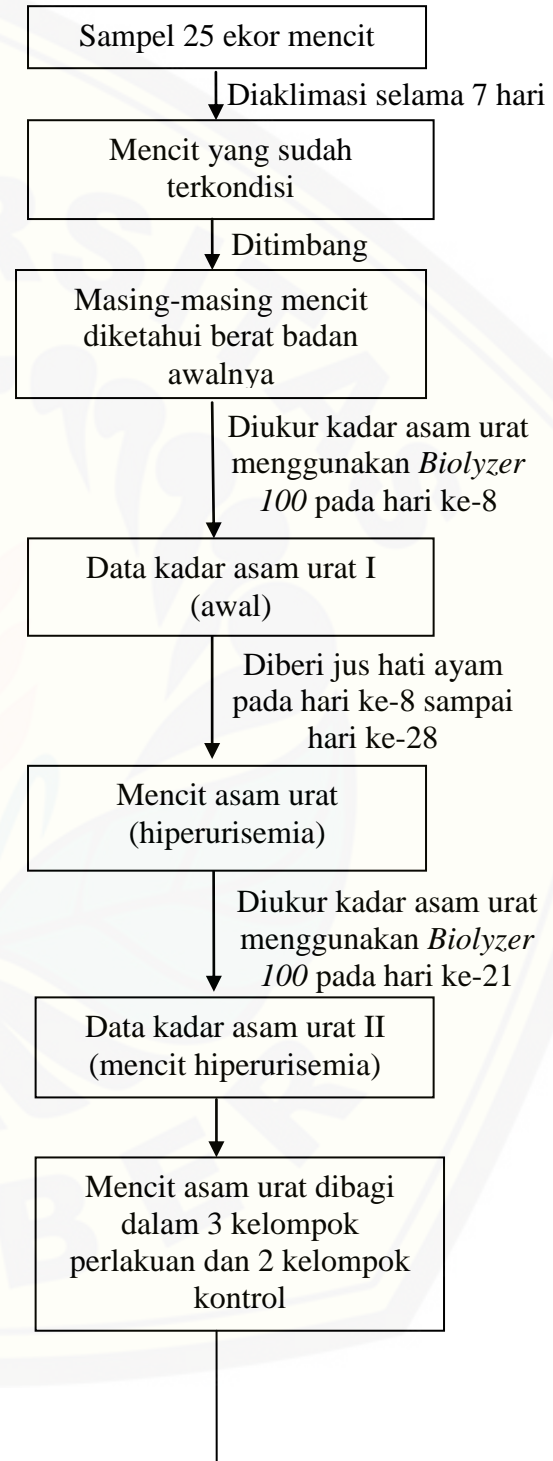 Sampel 25 ekor mencit
Diaklimasi selama 7 hari
Mencit yang sudah
terkondisi
Ditimbang
Masing-masing mencit
diketahui berat badan
awalnya
Diukur kadar asam urat
menggunakan Biolyzer
100 pada hari ke-8
Data kadar asam urat I
(awal)
Diberi jus hati ayam
pada hari ke-8 sampai
hari ke-28
Mencit asam urat
(hiperurisemia)
Diukur kadar asam urat
menggunakan Biolyzer
100 pada hari ke-21
Data kadar asam urat II
(mencit hiperurisemia)
Mencit asam urat dibagi
dalam 3 kelompok
perlakuan dan 2 kelompok
kontrol